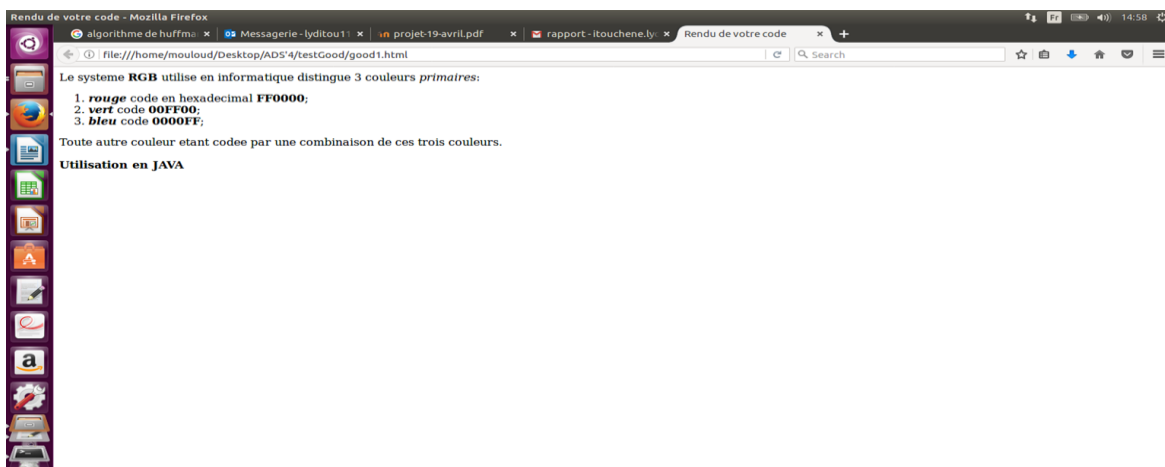 Rendu de votre code - Mozilla Firefox
Fr
14:58
algorithme de huffma
Messagerie - lyditou11
projet-19-avril.pdf
rapport - itouchene.ly
Rendu de votre code
file:///home/mouloud/Desktop/ADS'4/testGood/good1.html
Search
Le systeme RGB utilise en informatique distingue 3 couleurs primaires:
1. rouge code en hexadecimal FF0000;
2. vert code 00FF00;
3. bleu code 0000FF;
Toute autre couleur etant codee par une combinaison de ces trois couleurs.
Utilisation en JAVA